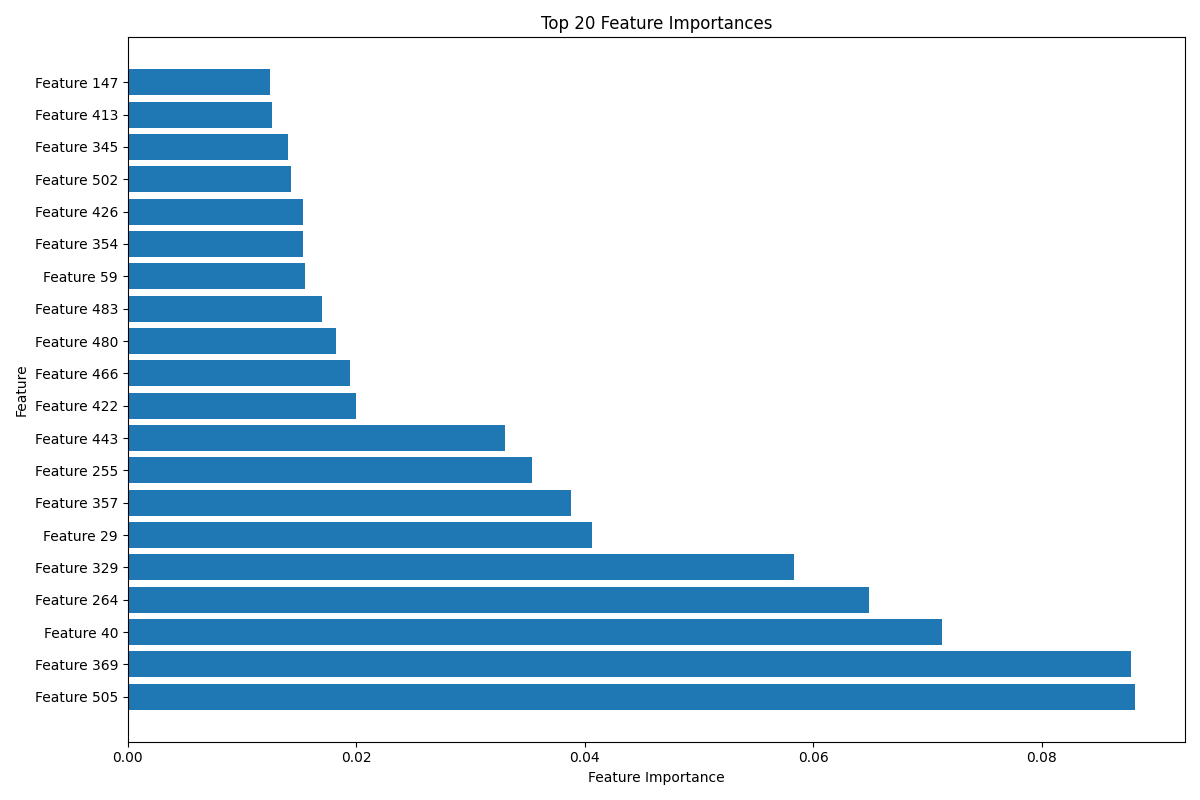 Top 20 Feature Importances
Feature 147
Feature 413
Feature 345
Feature 502
Feature 426
Feature 354
Feature 59
Feature 483
Feature 480
Feature 466
Feature 422
Feature 443
Feature 255
Feature 357
Feature 29
Feature 329
Feature 264
Feature 40
Feature 369
Feature 505
Feature
0.00 0.02 0.04 0.06 0.08
Feature Importance